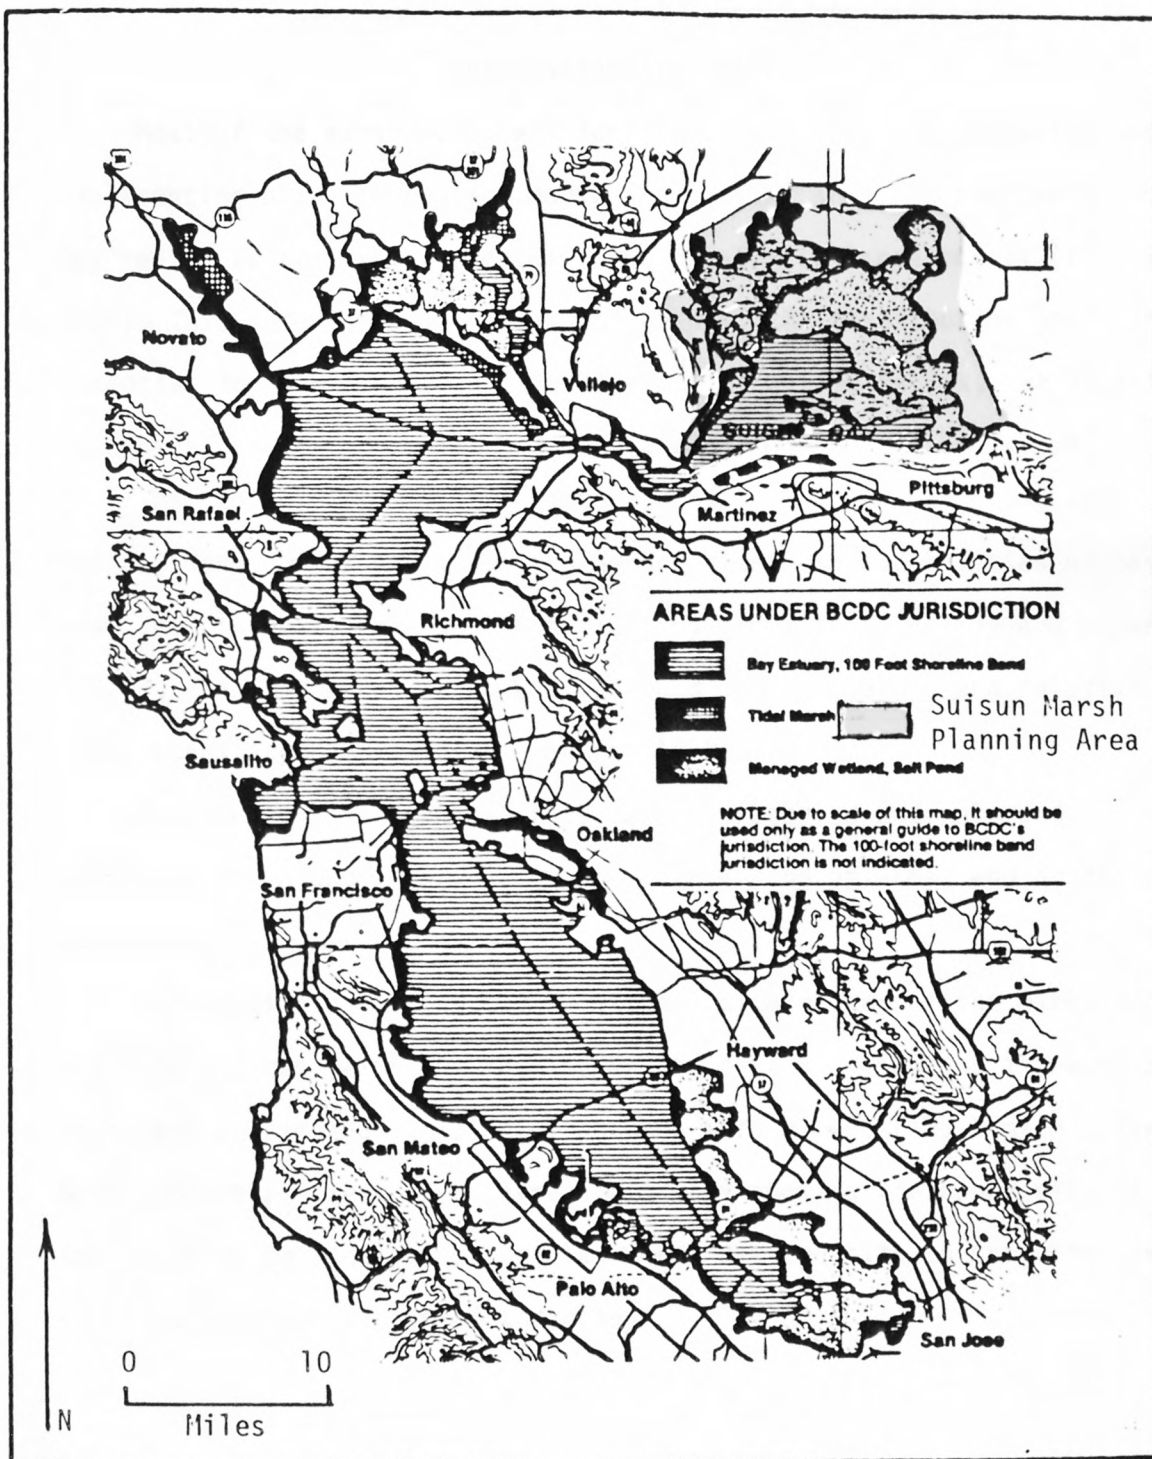 Novato
Vallejo
SUISUN BAY
Pittsburg
San Rafael
Martinez
Richmond
AREAS UNDER BCDC JURISDICTION
Bay Estuary, 100 Foot Shoreline Band
Tidal Marsh
Suisun Marsh
Planning Area
Managed Wetland, Salt Pond
Sausalito
NOTE: Due to scale of this map, it should be
used only as a general guide to BCDC's
jurisdiction. The 100-foot shoreline band
jurisdiction is not indicated.
Oakland
San Francisco
Hayward
San Mateo
Palo Alto
San Jose
0 10
Miles
N